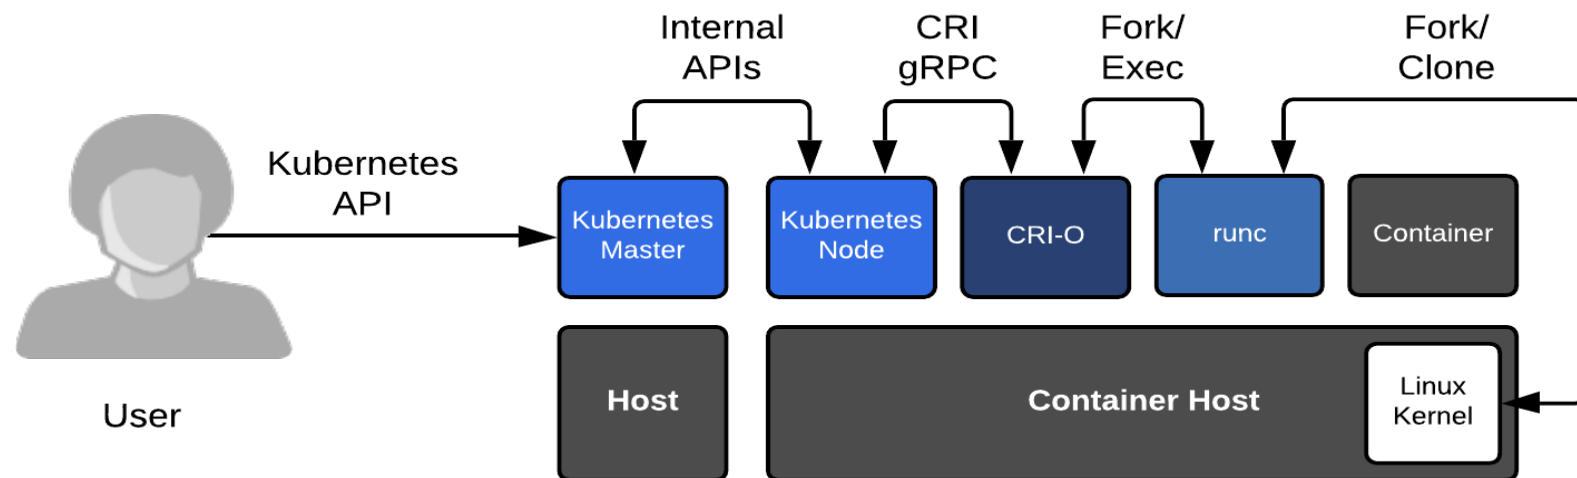 Internal
APIs
CRI
gRPC
Fork/
Exec
Fork/
Clone
Kubernetes
API
Kubernetes
Master
Kubernetes
Node
CRI-O
runc
Container
Host
Container Host
Linux
Kernel
User